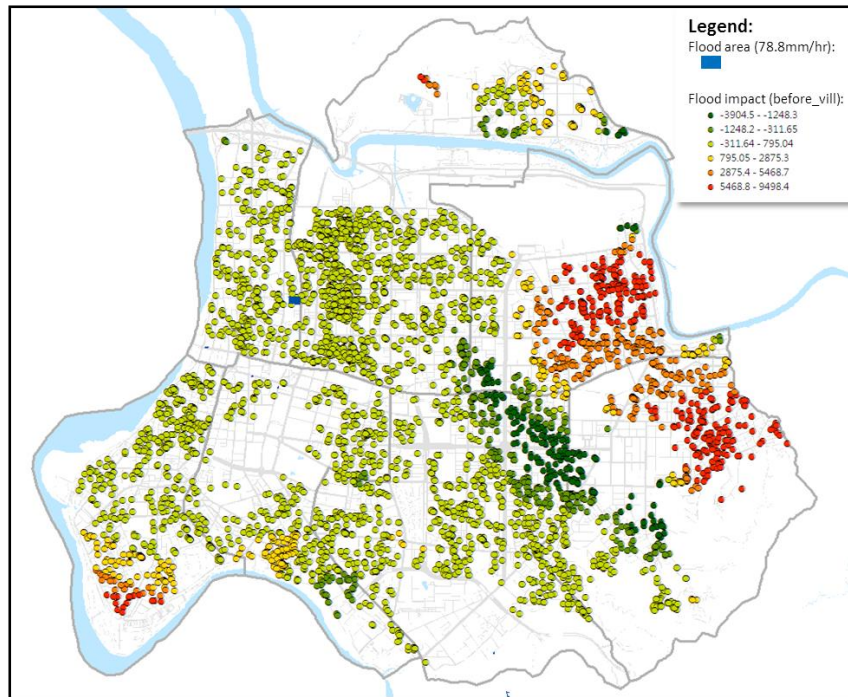 Legend:
Flood area (78.8mm/hr):
Flood impact (before_vill):
-3904.5 - -1248.3
-1248.2 - -311.65
-311.64 - 795.04
795.05 - 2875.3
2875.4 - 5468.7
5468.8 - 9498.4